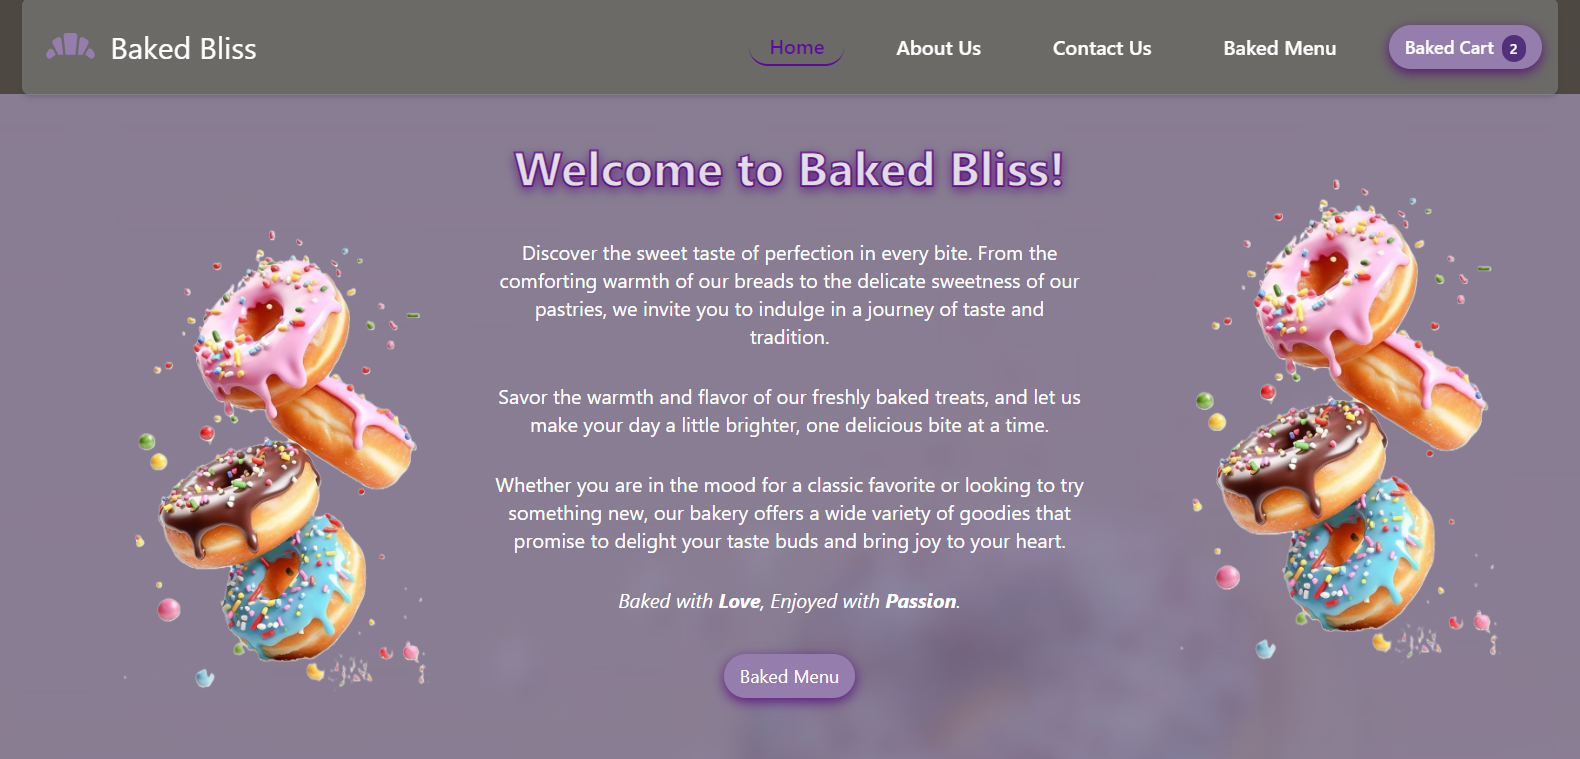 Baked Bliss
Home
About Us
Contact Us
Baked Menu
Baked Cart 2
Welcome to Baked Bliss!
Discover the sweet taste of perfection in every bite. From the
comforting warmth of our breads to the delicate sweetness of our
pastries, we invite you to indulge in a journey of taste and
tradition.
Savor the warmth and flavor of our freshly baked treats, and let us
make your day a little brighter, one delicious bite at a time.
Whether you are in the mood for a classic favorite or looking to try
something new, our bakery offers a wide variety of goodies that
promise to delight your taste buds and bring joy to your heart.
Baked with Love, Enjoyed with Passion.
Baked Menu